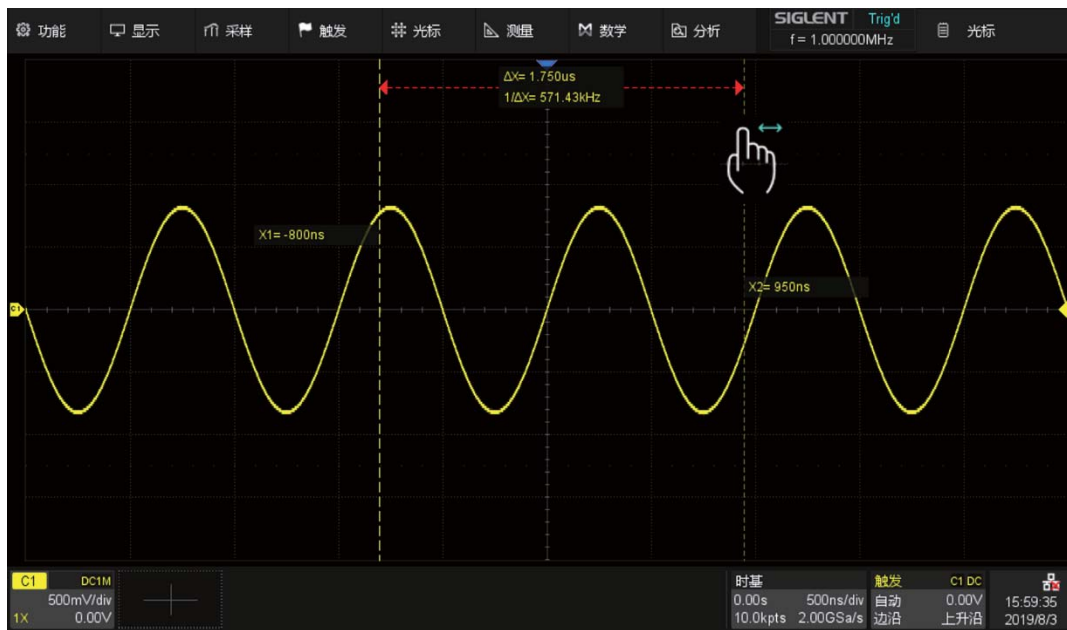 功能 显示 采样 触发 光标 测量 数学 分析 SIGLENT Trig'd 光标
f = 1.000000MHz
ΔX= 1.750us
1/ΔX= 571.43kHz
X1= -800ns
X2= 950ns
C1
C1 DC1M
500mV/div
1X 0.00V
时基
0.00s 500ns/div
10.0kpts 2.00GSa/s
触发 C1 DC
自动 0.00V
边沿 上升沿
15:59:35
2019/8/3